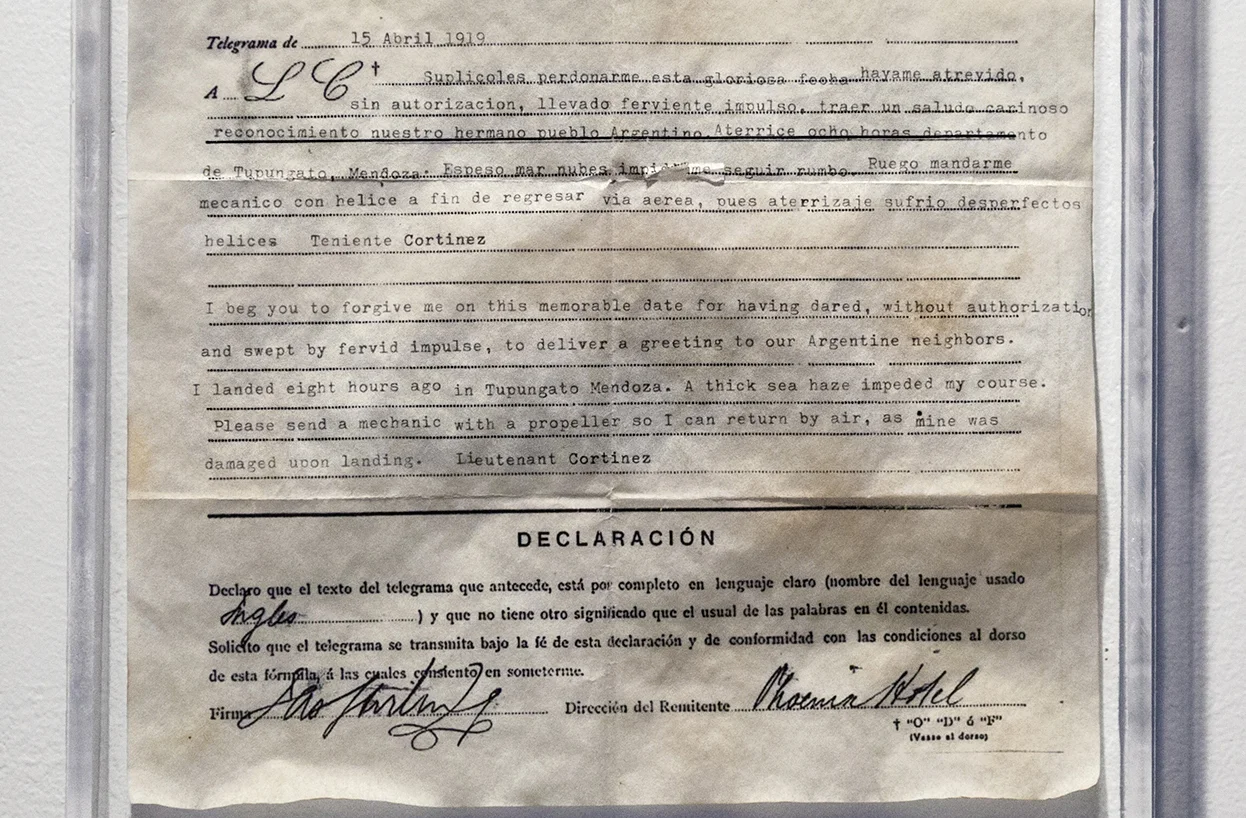 Telegrama de 15 Abril 1919
A L C † Suplicoles perdonarme esta gloriosa fecha hayame atrevido,
sin autorizacion, llevado ferviente impulso, traer un saludo carinoso
reconocimiento nuestro hermano pueblo Argentino. Aterrice ocho horas departamento
de Tupungato, Mendoza. Espeso mar nubes seguir rumbo. Ruego mandarme
mecanico con helice a fin de regresar via aerea, pues aterrizaje sufrio desperfectos
helices Teniente Cortinez
I beg you to forgive me on this memorable date for having dared, without authorization
and swept by fervid impulse, to deliver a greeting to our Argentine neighbors.
I landed eight hours ago in Tupungato Mendoza. A thick sea haze impeded my course.
Please send a mechanic with a propeller so I can return by air, as mine was
damaged upon landing. Lieutenant Cortinez
DECLARACIÓN
Declaro que el texto del telegrama que antecede, está por completo en lenguaje claro (nombre del lenguaje usado
Ingles ) y que no tiene otro significado que el usual de las palabras en él contenidas.
Solicito que el telegrama se transmita bajo la fé de esta declaración y de conformidad con las condiciones al dorso
de esta fórmula, á las cuales consiento en someterme.
Firma Dirección del Remitente Phoenix Hotel
† "O" "D" ó "F"
(Vease al dorso)